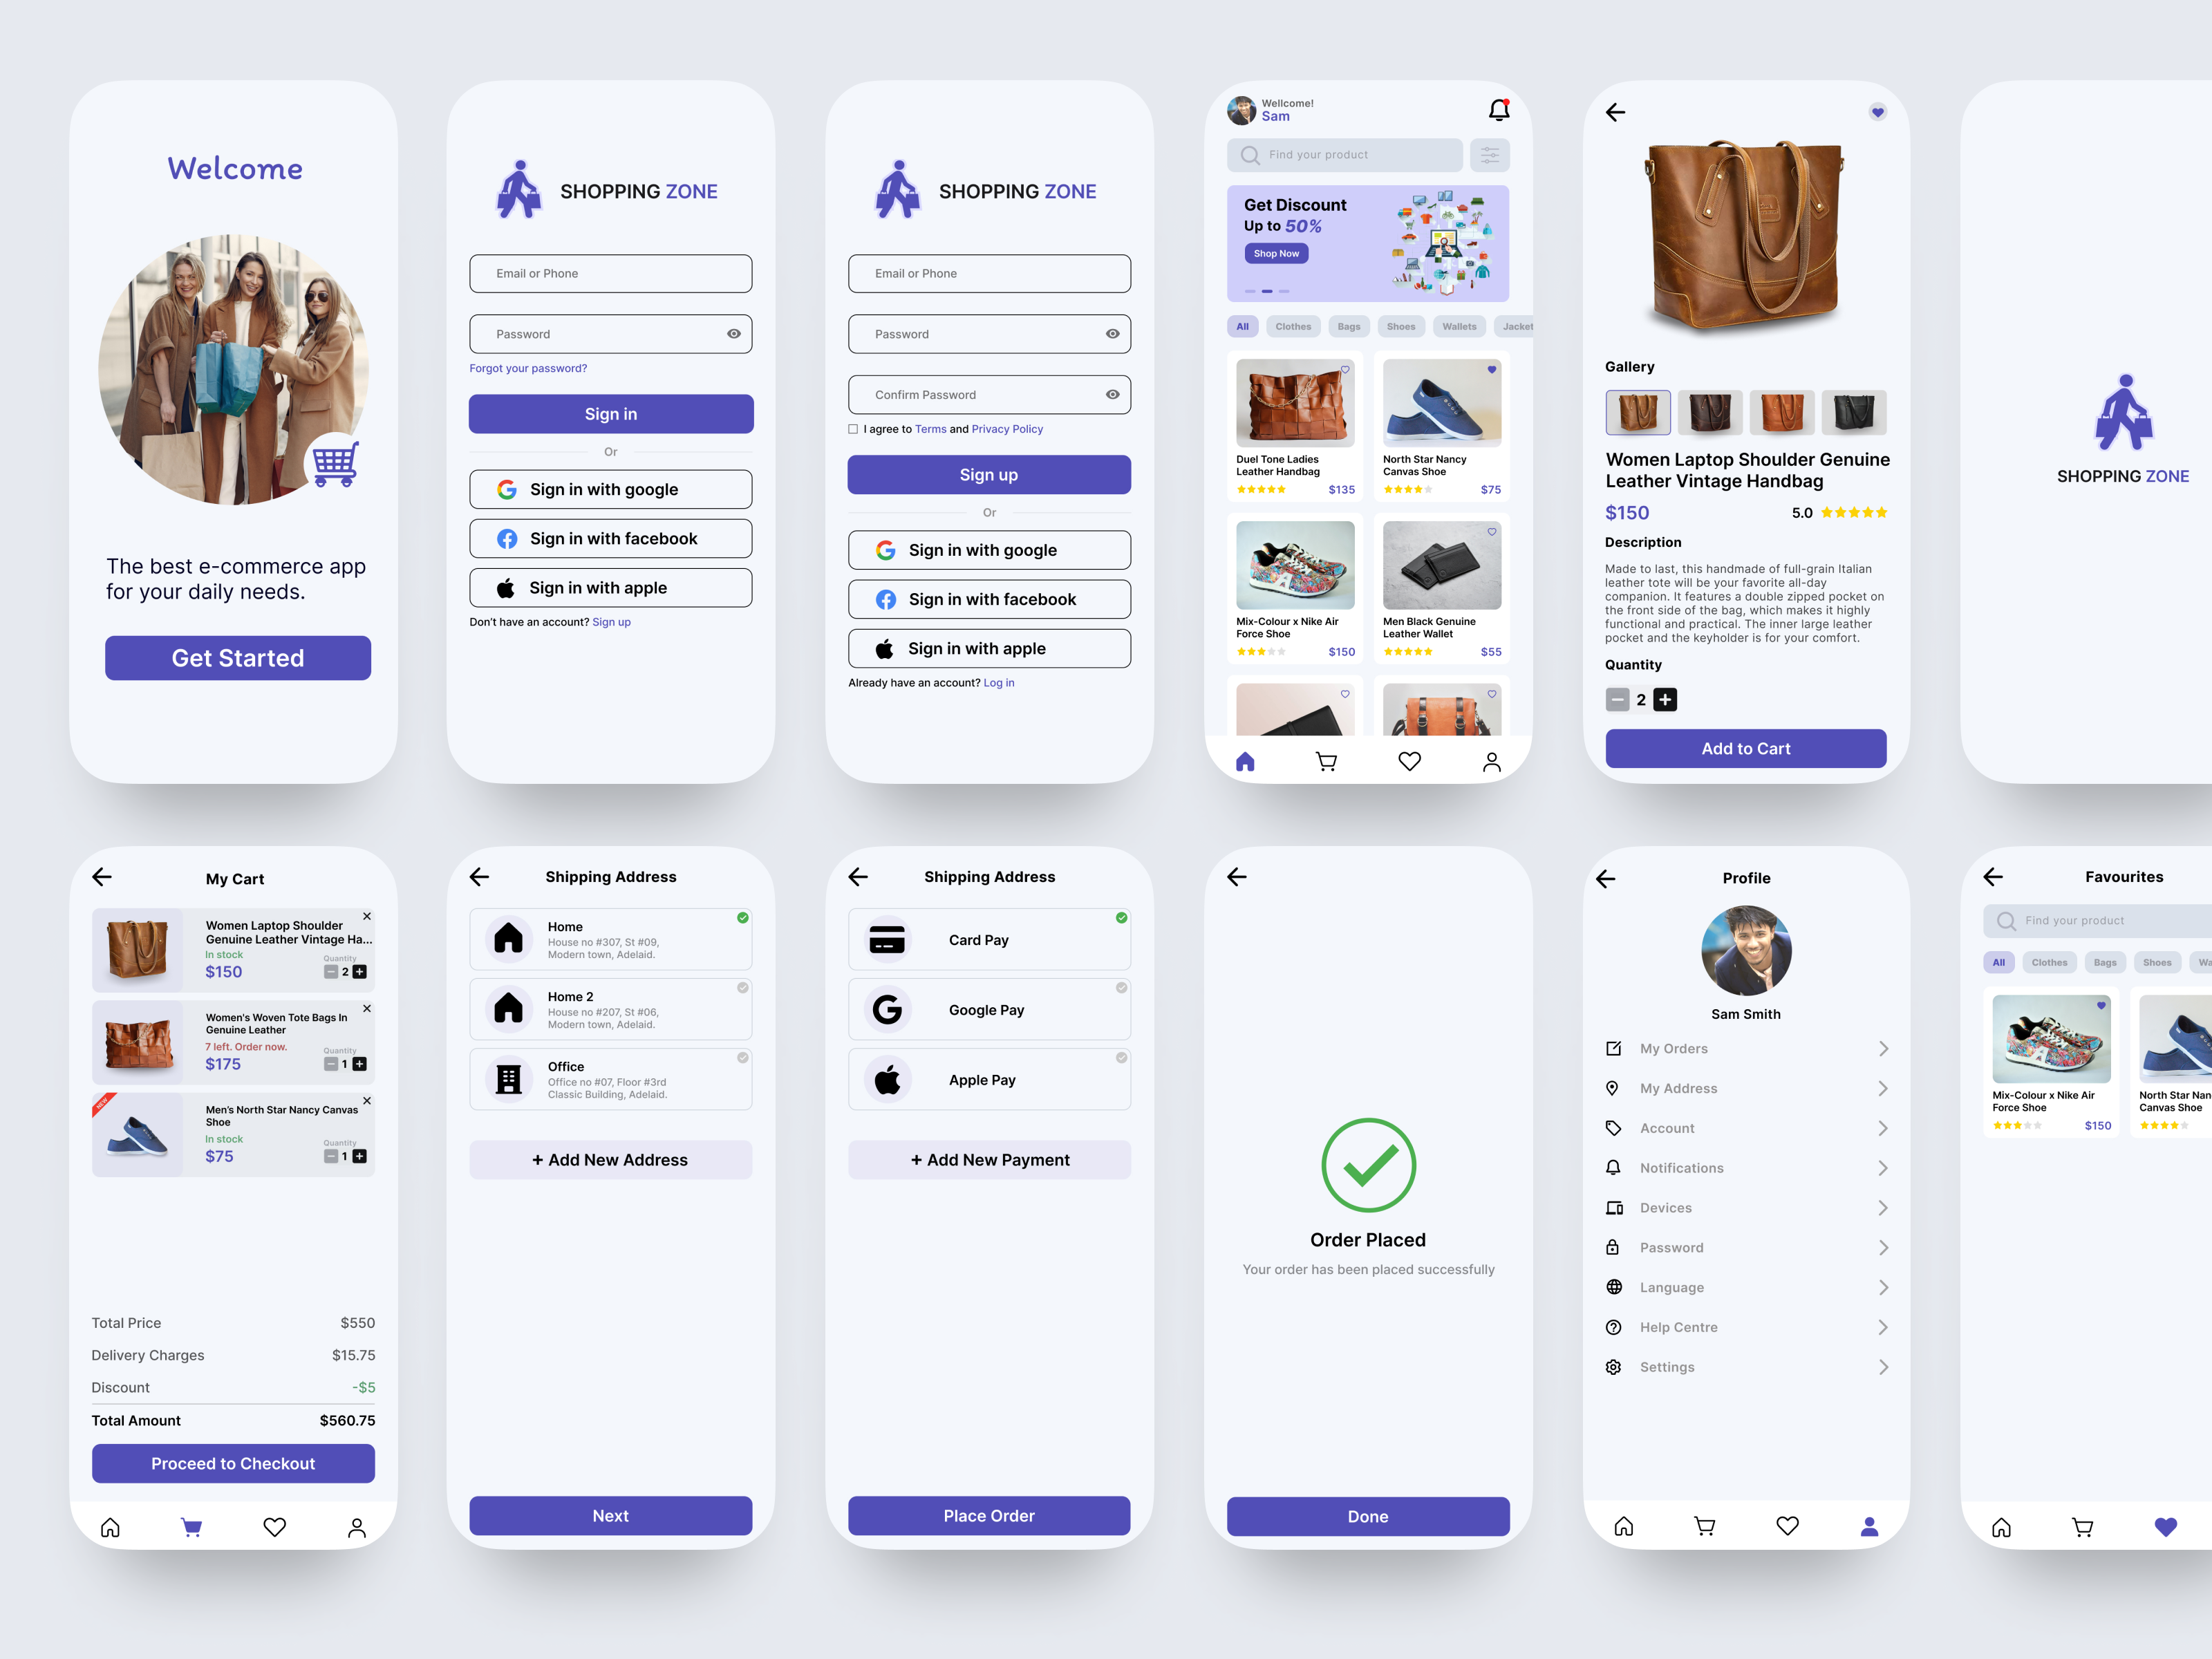 Welcome
The best e-commerce app
for your daily needs.
Get Started
SHOPPING ZONE
Email or Phone
Password
Forgot your password?
Sign in
Or
Sign in with google
Sign in with facebook
Sign in with apple
Don't have an account? Sign up
SHOPPING ZONE
Email or Phone
Password
Confirm Password
I agree to Terms and Privacy Policy
Sign up
Or
Sign in with google
Sign in with facebook
Sign in with apple
Already have an account? Log in
Wellcome!
Sam
Find your product
Get Discount
Up to 50%
Shop Now
All Clothes Bags Shoes Wallets Jacket
Duel Tone Ladies
Leather Handbag
$135
North Star Nancy
Canvas Shoe
$75
Mix-Colour x Nike Air
Force Shoe
$150
Men Black Genuine
Leather Wallet
$55
Gallery
Women Laptop Shoulder Genuine
Leather Vintage Handbag
$150 5.0
Description
Made to last, this handmade of full-grain Italian
leather tote will be your favorite all-day
companion. It features a double zipped pocket on
the front side of the bag, which makes it highly
functional and practical. The inner large leather
pocket and the keyholder is for your comfort.
Quantity
2
Add to Cart
SHOPPING ZONE
My Cart
Women Laptop Shoulder
Genuine Leather Vintage Ha...
In stock
Quantity
$150 2
Women's Woven Tote Bags In
Genuine Leather
7 left. Order now.
Quantity
$175 1
NEW
Men's North Star Nancy Canvas
Shoe
In stock
Quantity
$75 1
Total Price $550
Delivery Charges $15.75
Discount -$5
Total Amount $560.75
Proceed to Checkout
Shipping Address
Home
House no #307, St #09,
Modern town, Adelaid.
Home 2
House no #207, St #06,
Modern town, Adelaid.
Office
Office no #07, Floor #3rd
Classic Building, Adelaid.
+ Add New Address
Next
Shipping Address
Card Pay
Google Pay
Apple Pay
+ Add New Payment
Place Order
Order Placed
Your order has been placed successfully
Done
Profile
Sam Smith
My Orders
My Address
Account
Notifications
Devices
Password
Language
Help Centre
Settings
Favourites
Find your product
All Clothes Bags Shoes Wa
Mix-Colour x Nike Air
Force Shoe
$150
North Star Nan
Canvas Shoe